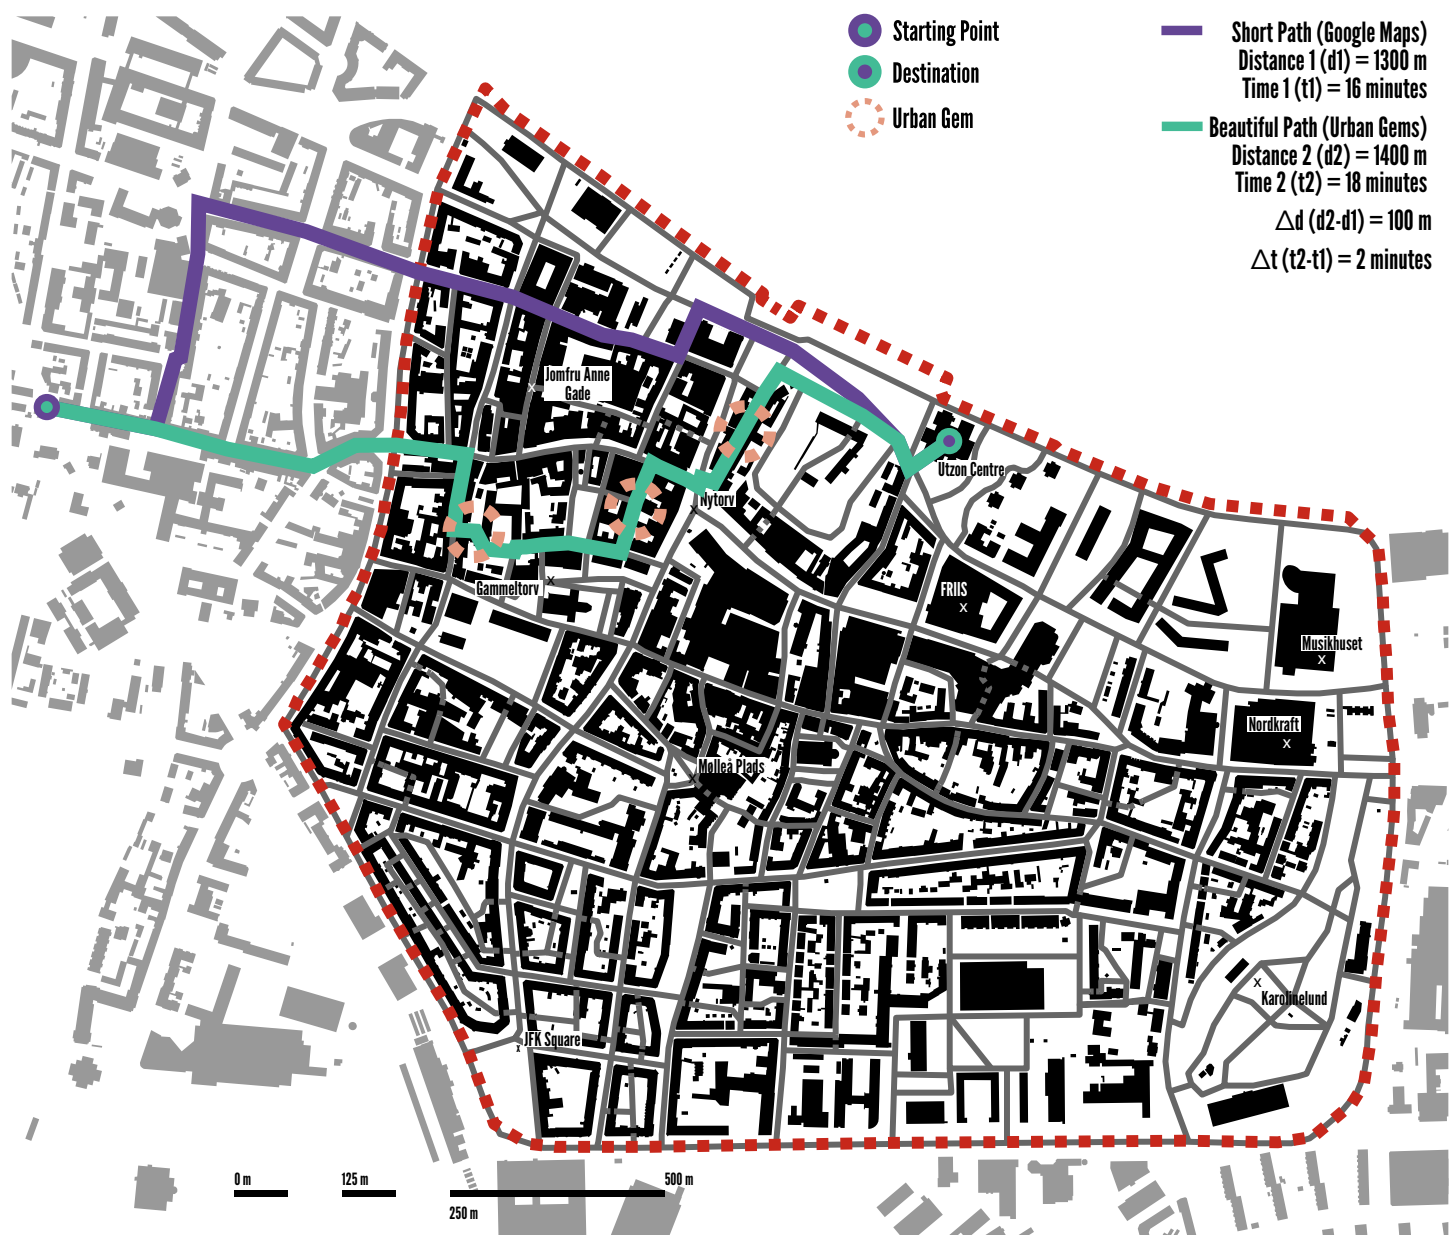 Starting Point
Destination
Urban Gem
Short Path (Google Maps)
Distance 1 (d1) = 1300 m
Time 1 (t1) = 16 minutes
Beautiful Path (Urban Gems)
Distance 2 (d2) = 1400 m
Time 2 (t2) = 18 minutes
△d (d2-d1) = 100 m
△t (t2-t1) = 2 minutes
Jomfru Anne
Gade
x
Utzon Centre
Nytorv
x
Gammeltorv
x
FRIIS
x
Musikhuset
x
Nordkraft
x
Mølleå Plads
x
Karolinelund
x
JFK Square
x
0 m
125 m
500 m
250 m